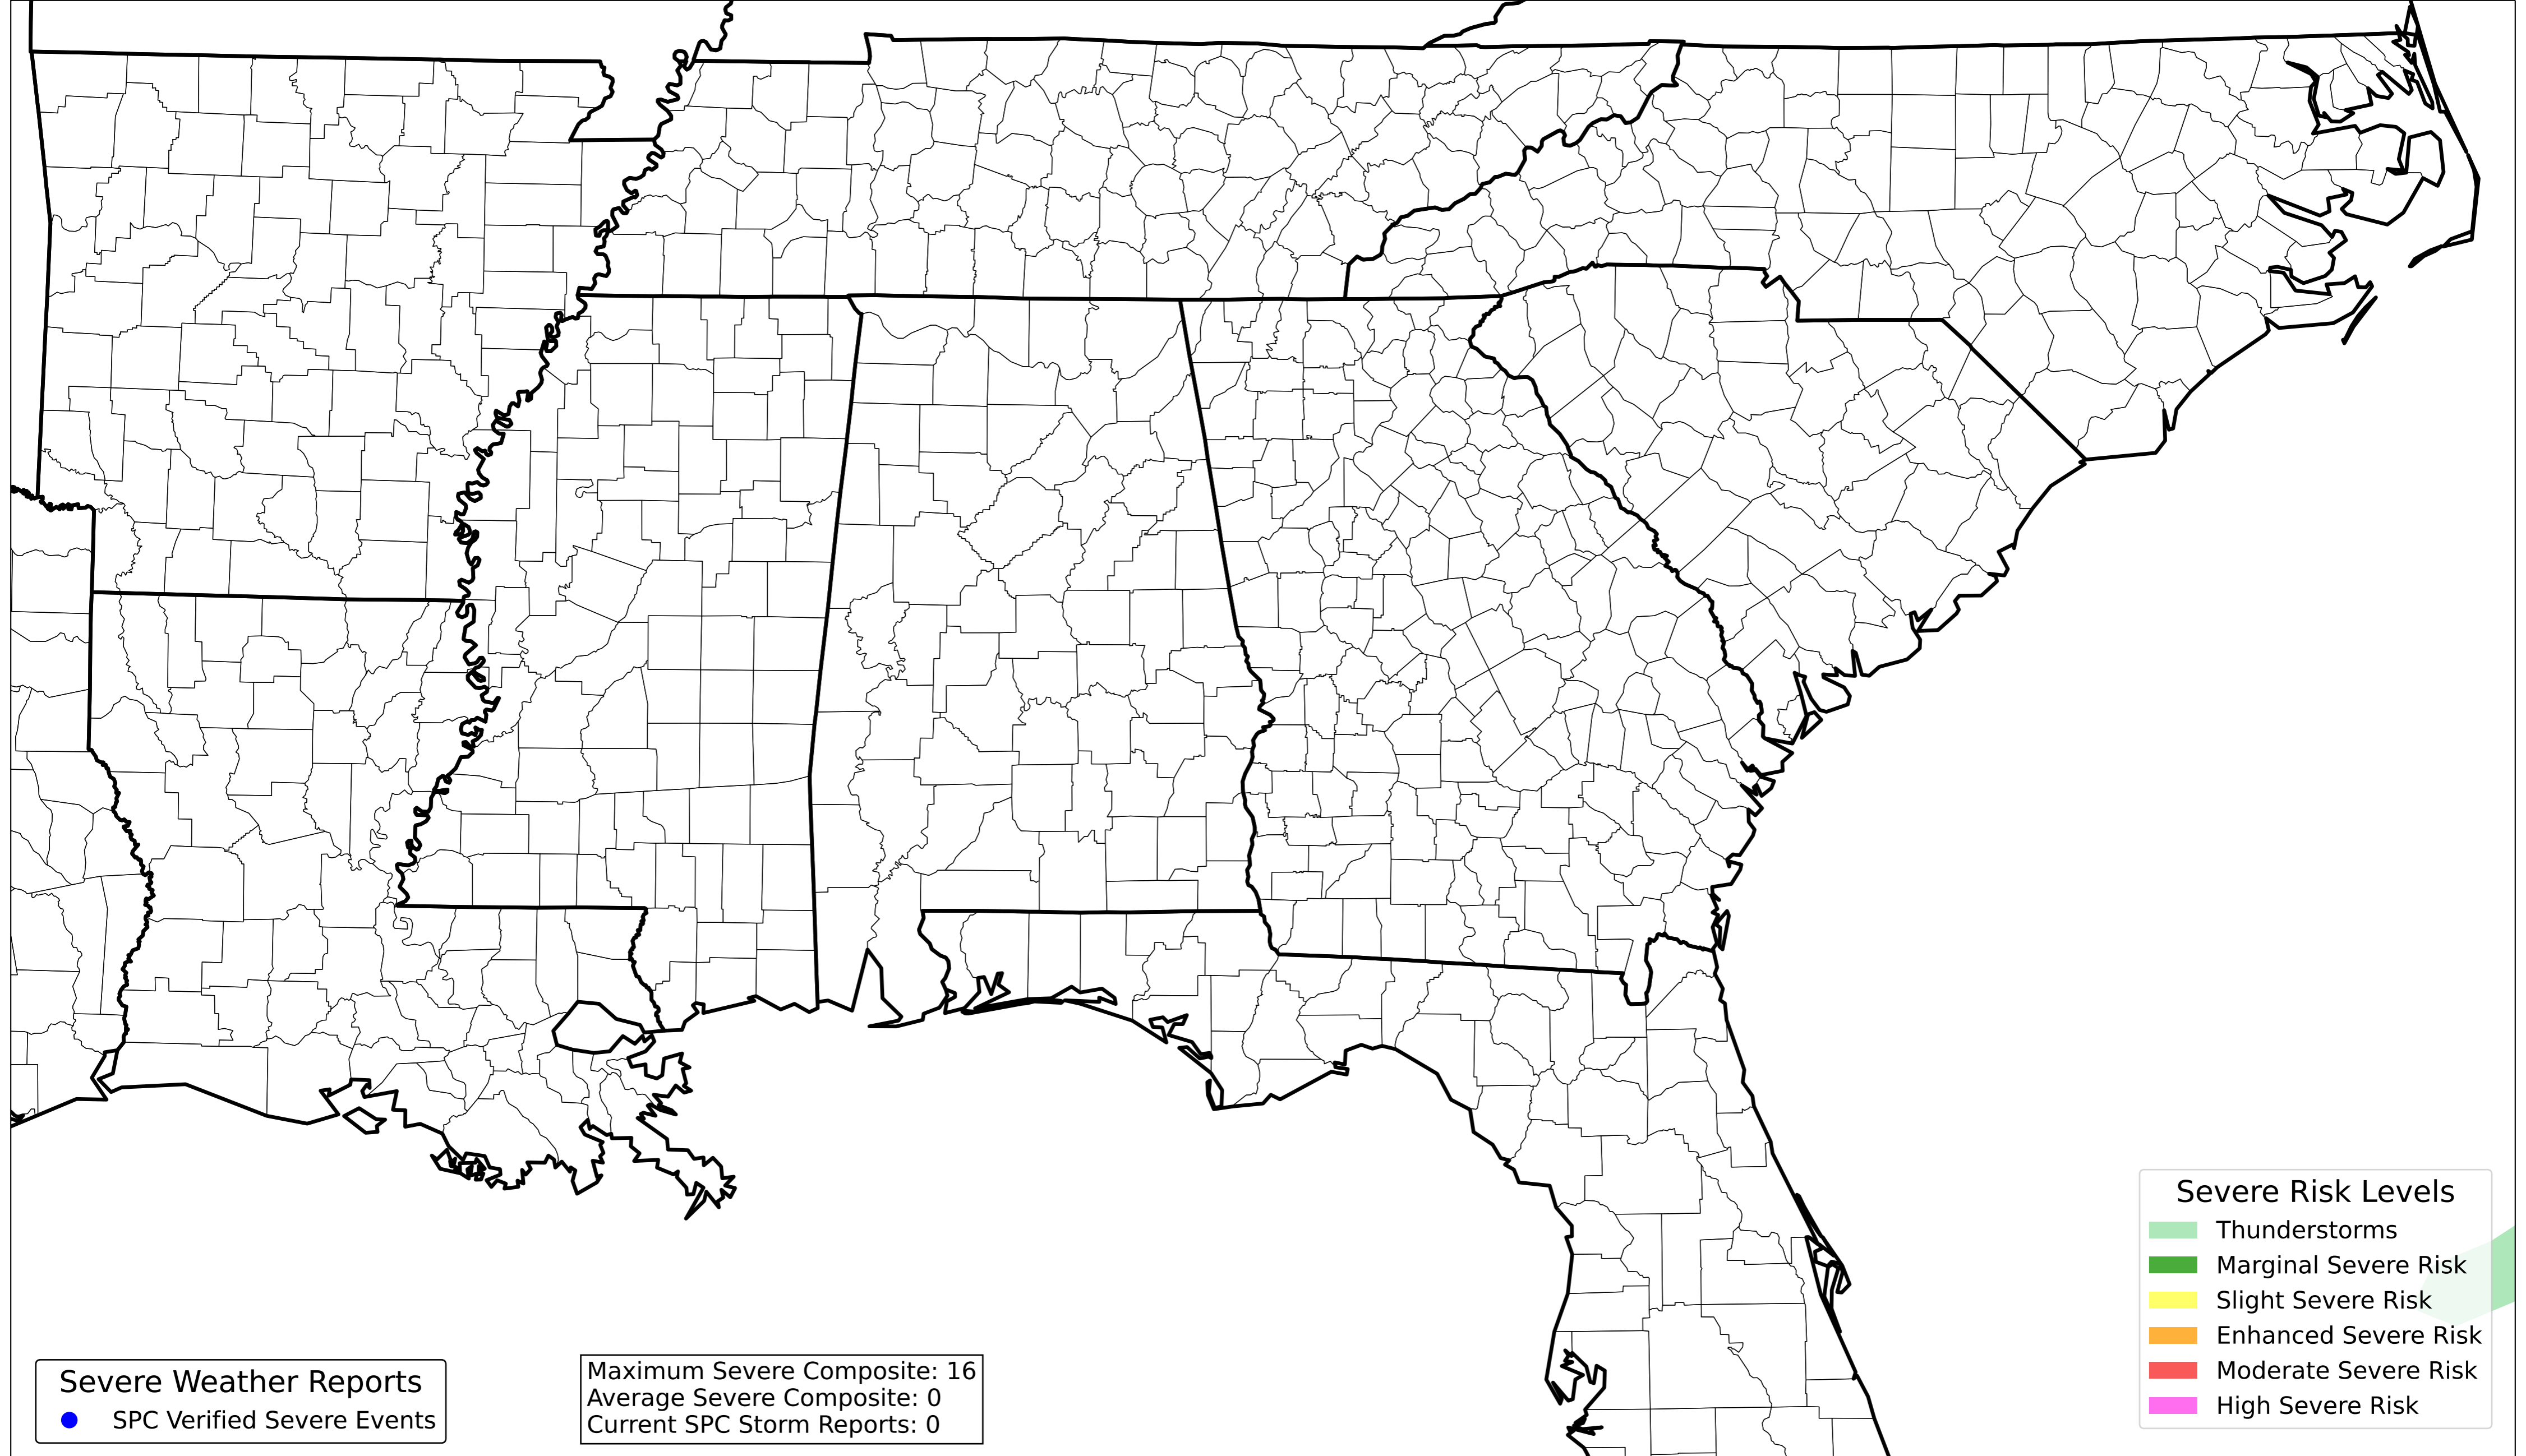 Severe Risk Levels
Thunderstorms
Marginal Severe Risk
Slight Severe Risk
Enhanced Severe Risk
Moderate Severe Risk
High Severe Risk
Severe Weather Reports
SPC Verified Severe Events
Maximum Severe Composite: 16
Average Severe Composite: 0
Current SPC Storm Reports: 0